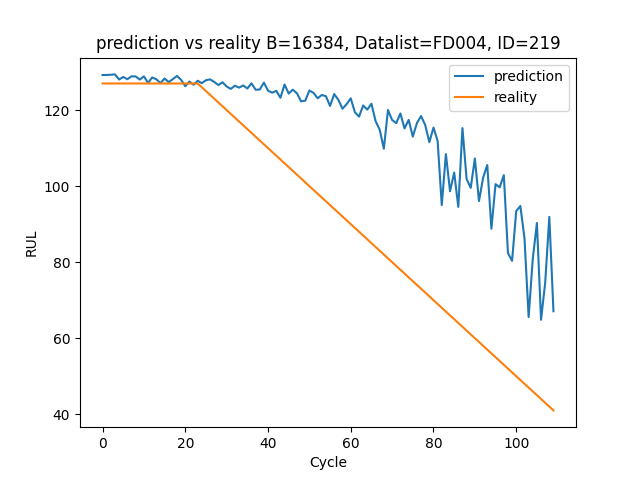 prediction vs reality B=16384, Datalist=FD004, ID=219
prediction
reality
RUL
120
100
80
60
40
0 20 40 60 80 100
Cycle